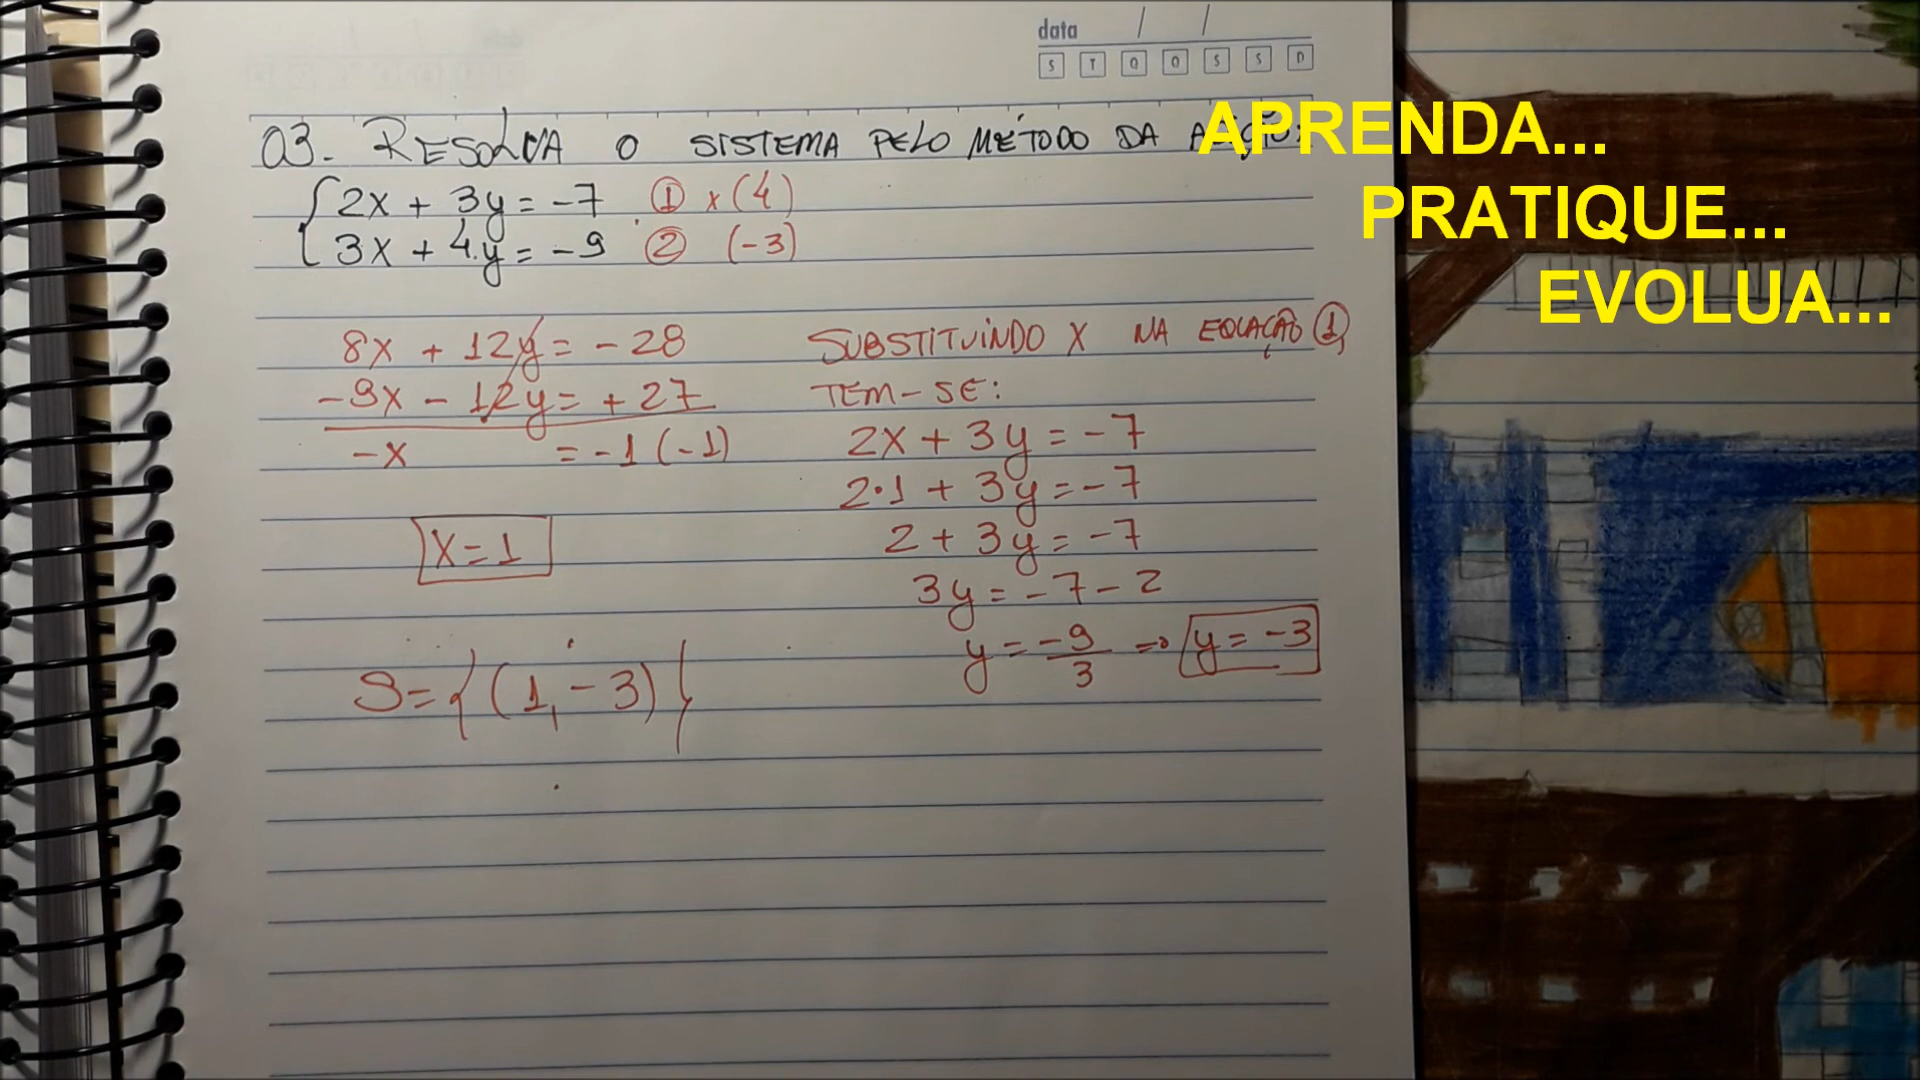 data / /
S T Q Q S S D
03. RESOLVA O SISTEMA PELO MÉTODO DA ADIÇÃO:
APRENDA...
PRATIQUE...
EVOLUA...
2x + 3y = -7 ① x (4)
3x + 4y = -9 ② (-3)
8x + 12y = -28
-9x - 12y = +27
-x = -1 (-1)
x = 1
S = {(1, -3)}
SUBSTITUINDO X NA EQUAÇÃO ①,
TEM-SE:
2x + 3y = -7
2·1 + 3y = -7
2 + 3y = -7
3y = -7 - 2
y = -9/3 => y = -3